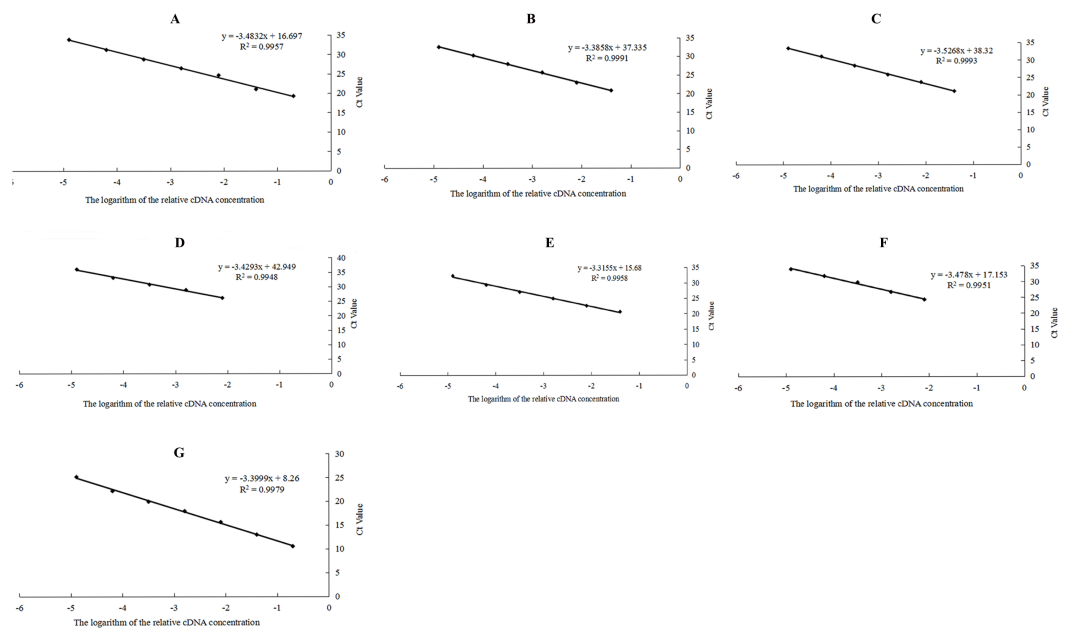 A
y = -3.4832x + 16.697
R² = 0.9957
35
30
25
20
15
10
5
0
Ct Value
-5
-4
-3
-2
-1
0
The logarithm of the relative cDNA concentration
B
y = -3.3858x + 37.335
R² = 0.9991
35
30
25
20
15
10
5
0
Ct Value
-6
-5
-4
-3
-2
-1
0
The logarithm of the relative cDNA concentration
C
y = -3.5268x + 38.32
R² = 0.9993
35
30
25
20
15
10
5
0
Ct Value
-6
-5
-4
-3
-2
-1
0
The logarithm of the relative cDNA concentration
D
y = -3.4293x + 42.949
R² = 0.9948
40
35
30
25
20
15
10
5
0
Ct Value
-6
-5
-4
-3
-2
-1
0
The logarithm of the relative cDNA concentration
E
y = -3.3155x + 15.68
R² = 0.9958
35
30
25
20
15
10
5
0
Ct Value
-6
-5
-4
-3
-2
-1
0
The logarithm of the relative cDNA concentration
F
y = -3.478x + 17.153
R² = 0.9951
35
30
25
20
15
10
5
0
Ct Value
-6
-5
-4
-3
-2
-1
0
The logarithm of the relative cDNA concentration
G
y = -3.3999x + 8.26
R² = 0.9979
30
25
20
15
10
5
0
Ct Value
-6
-5
-4
-3
-2
-1
0
The logarithm of the relative cDNA concentration